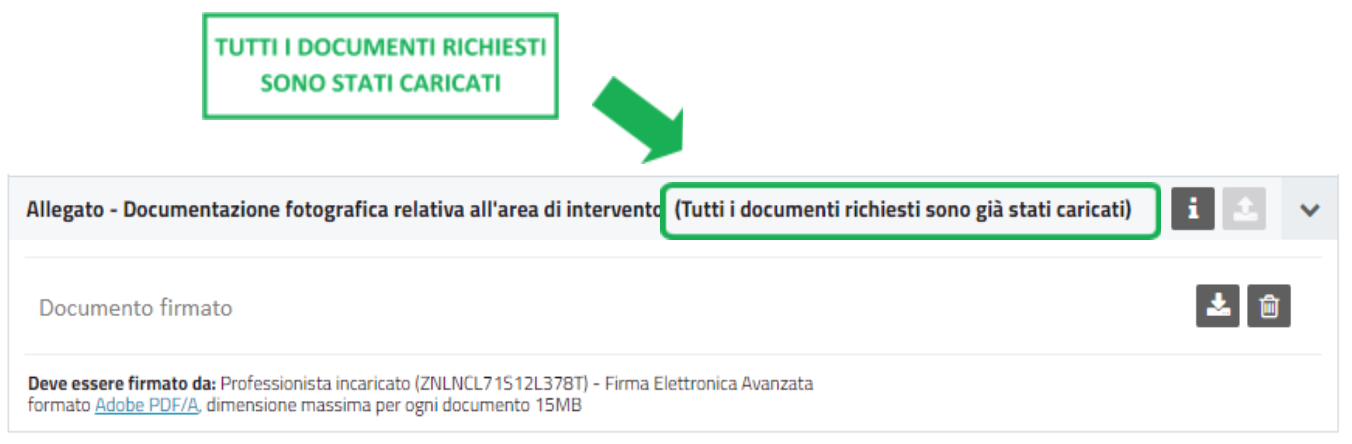 TUTTI I DOCUMENTI RICHIESTI
SONO STATI CARICATI
Allegato - Documentazione fotografica relativa all'area di intervento (Tutti i documenti richiesti sono già stati caricati)
Documento firmato
Deve essere firmato da: Professionista incaricato (ZNLNCL71S12L378T) - Firma Elettronica Avanzata
formato Adobe PDF/A, dimensione massima per ogni documento 15MB